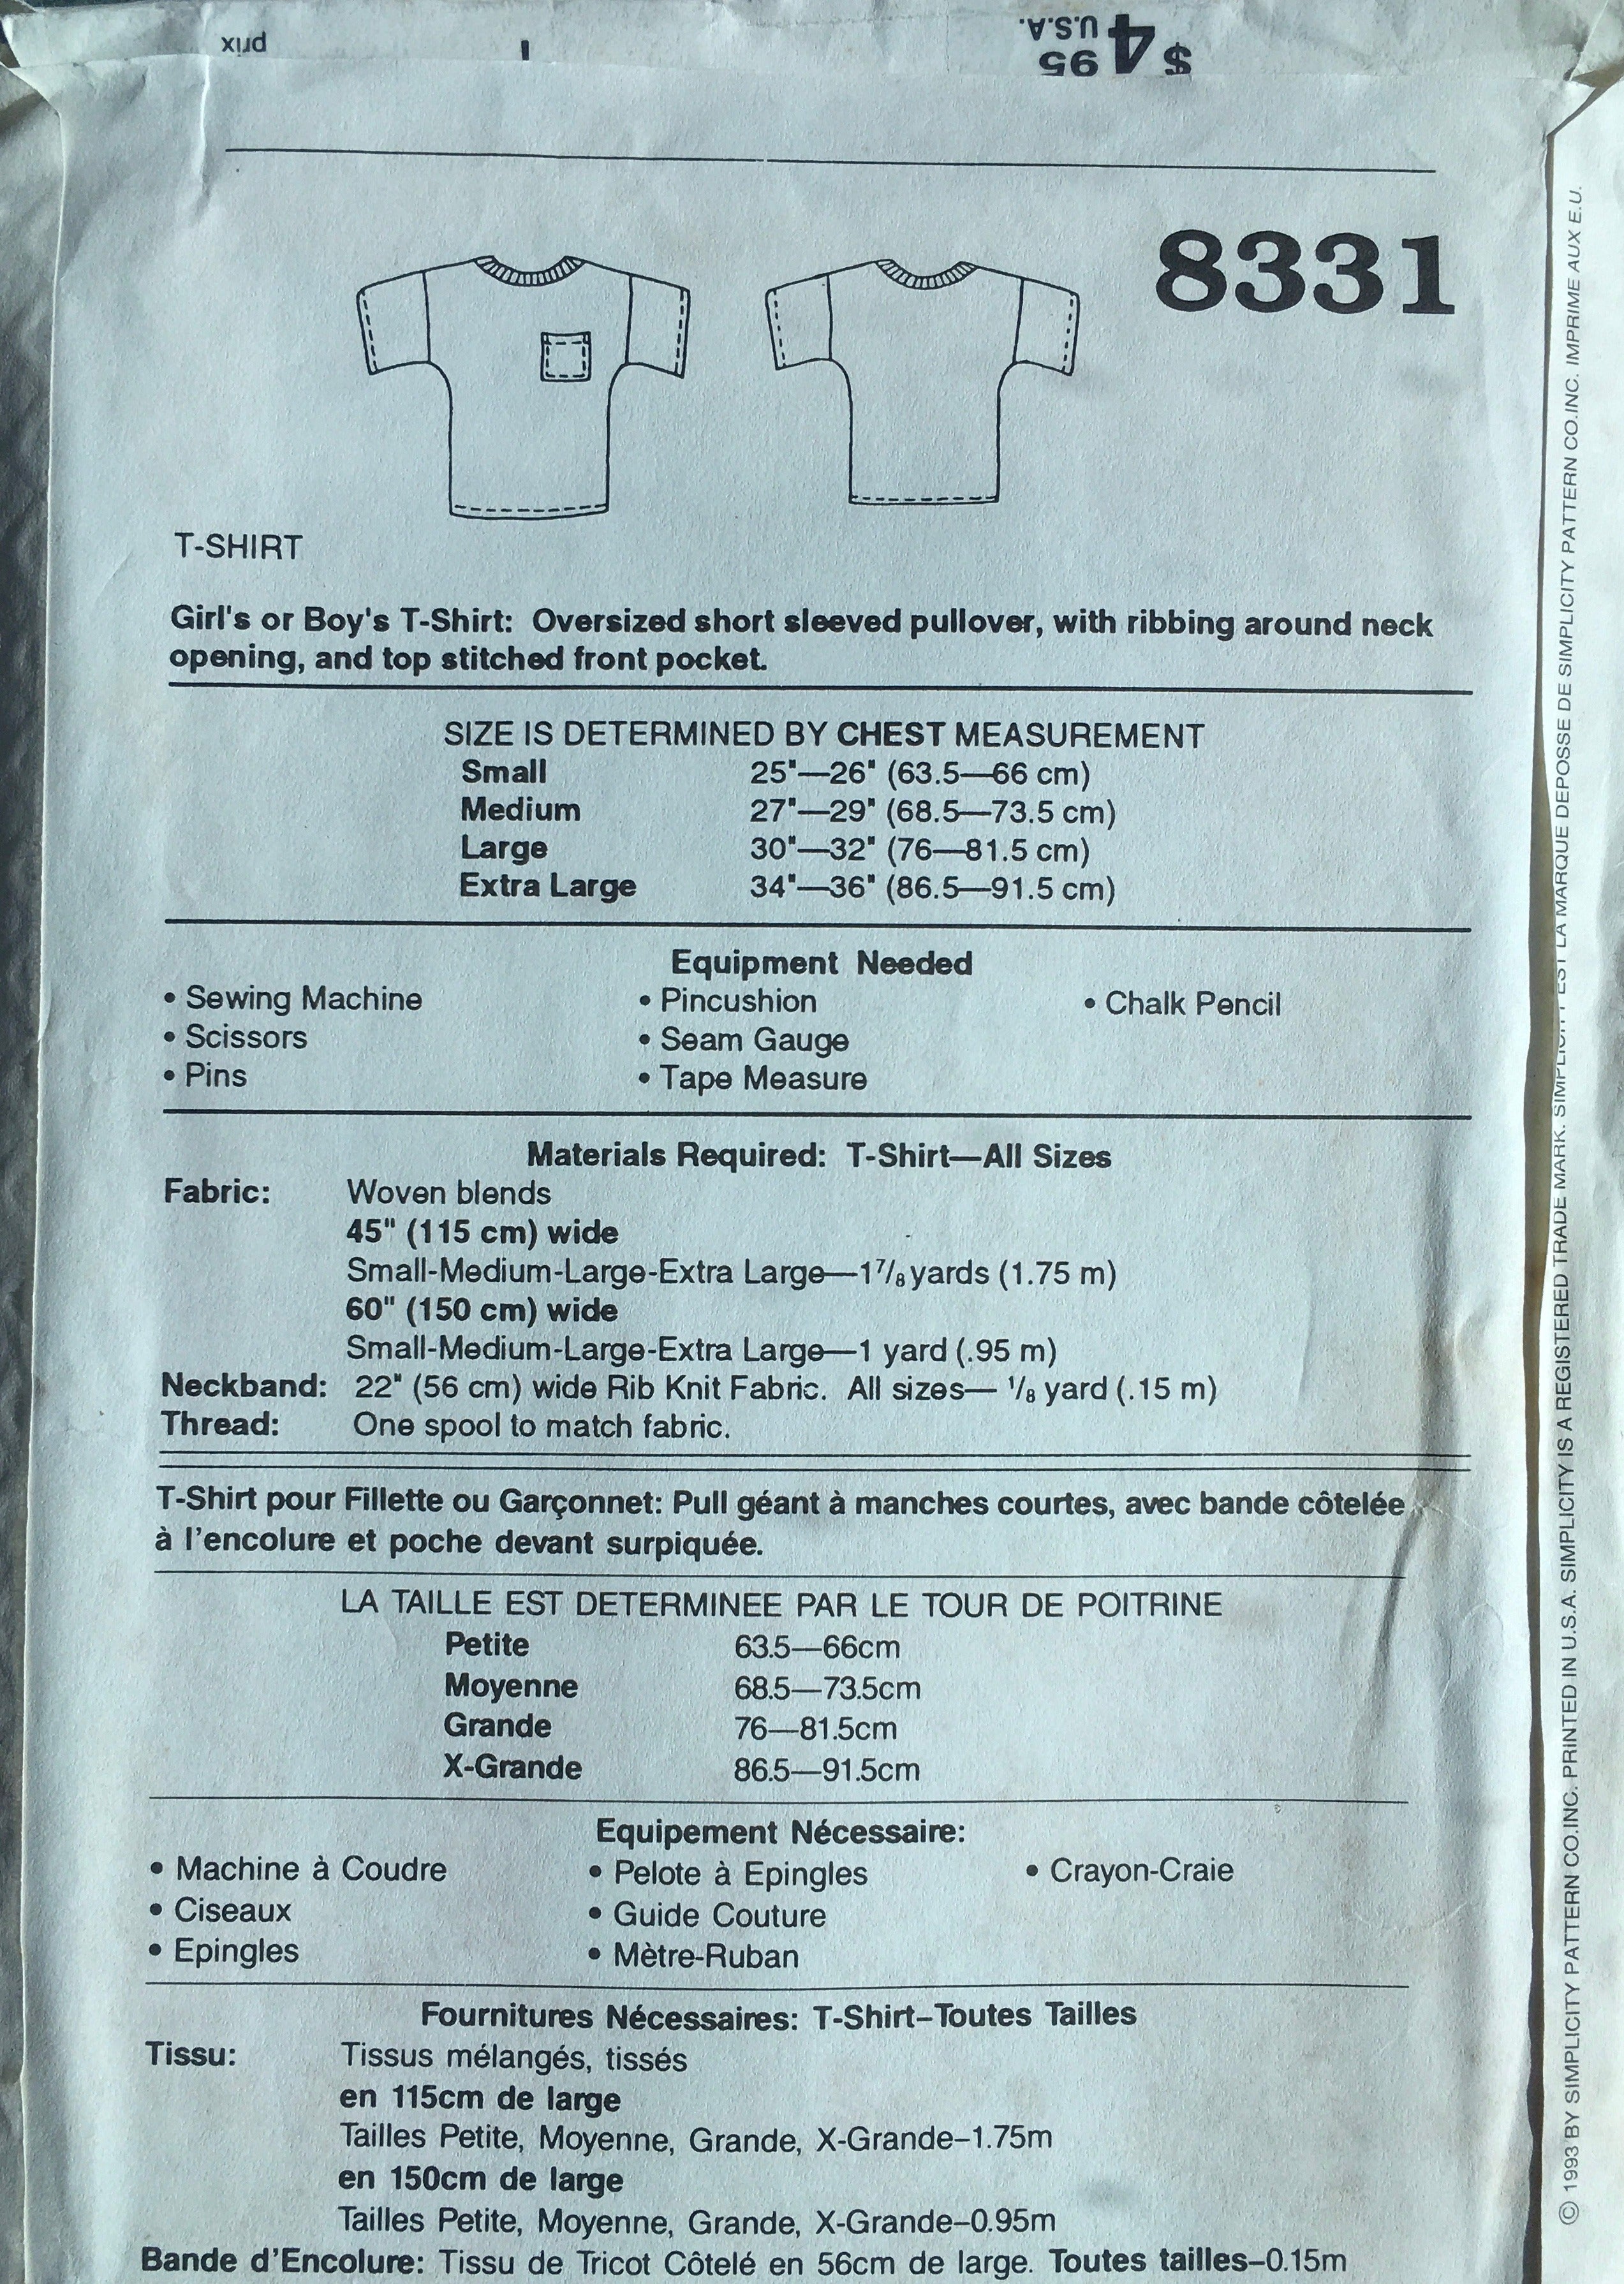 prix
$4 95
U.S.A.
8331
T-SHIRT
Girl's or Boy's T-Shirt: Oversized short sleeved pullover, with ribbing around neck
opening, and top stitched front pocket.
SIZE IS DETERMINED BY CHEST MEASUREMENT
Small 25"—26" (63.5—66 cm)
Medium 27"—29" (68.5—73.5 cm)
Large 30"—32" (76—81.5 cm)
Extra Large 34"—36" (86.5—91.5 cm)
Equipment Needed
• Sewing Machine • Pincushion • Chalk Pencil
• Scissors • Seam Gauge
• Pins • Tape Measure
Materials Required: T-Shirt—All Sizes
Fabric: Woven blends
45" (115 cm) wide
Small-Medium-Large-Extra Large—1⅞ yards (1.75 m)
60" (150 cm) wide
Small-Medium-Large-Extra Large—1 yard (.95 m)
Neckband: 22" (56 cm) wide Rib Knit Fabric. All sizes— ⅛ yard (.15 m)
Thread: One spool to match fabric.
T-Shirt pour Fillette ou Garçonnet: Pull géant à manches courtes, avec bande côtelée
à l'encolure et poche devant surpiquée.
LA TAILLE EST DETERMINEE PAR LE TOUR DE POITRINE
Petite 63.5—66cm
Moyenne 68.5—73.5cm
Grande 76—81.5cm
X-Grande 86.5—91.5cm
Equipement Nécessaire:
• Machine à Coudre • Pelote à Epingles • Crayon-Craie
• Ciseaux • Guide Couture
• Epingles • Mètre-Ruban
Fournitures Nécessaires: T-Shirt–Toutes Tailles
Tissu: Tissus mélangés, tissés
en 115cm de large
Tailles Petite, Moyenne, Grande, X-Grande–1.75m
en 150cm de large
Tailles Petite, Moyenne, Grande, X-Grande–0.95m
Bande d'Encolure: Tissu de Tricot Côtelé en 56cm de large. Toutes tailles–0.15m
© 1993 BY SIMPLICITY PATTERN CO.INC. PRINTED IN U.S.A. SIMPLICITY IS A REGISTERED TRADE MARK. SIMPLICITY EST LA MARQUE DEPOSSE DE SIMPLICITY PATTERN CO.INC. IMPRIME AUX E.U.